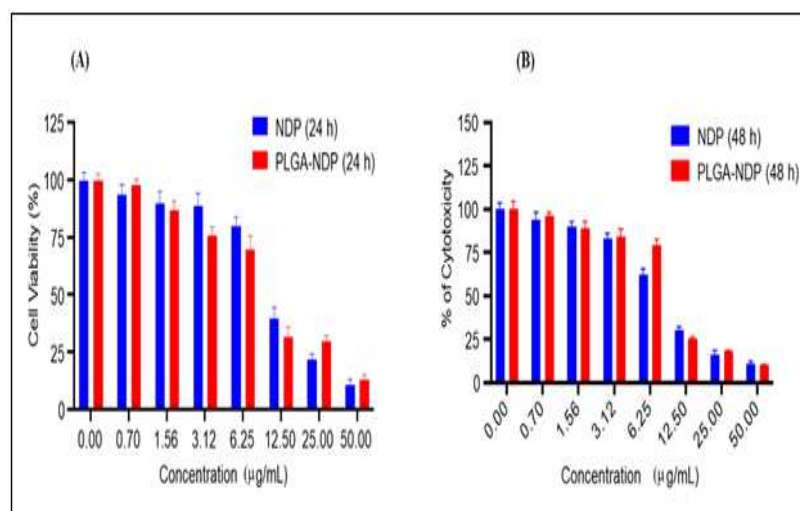 (A)
NDP (24 h)
PLGA-NDP (24 h)
Cell Viability (%)
125
100
75
50
25
0
0.00 0.70 1.56 3.12 6.25 12.50 25.00 50.00
Concentration (μg/mL)
(B)
NDP (48 h)
PLGA-NDP (48 h)
% of Cytotoxicity
150
125
100
75
50
25
0
0.00 0.70 1.56 3.12 6.25 12.50 25.00 50.00
Concentration (μg/mL)